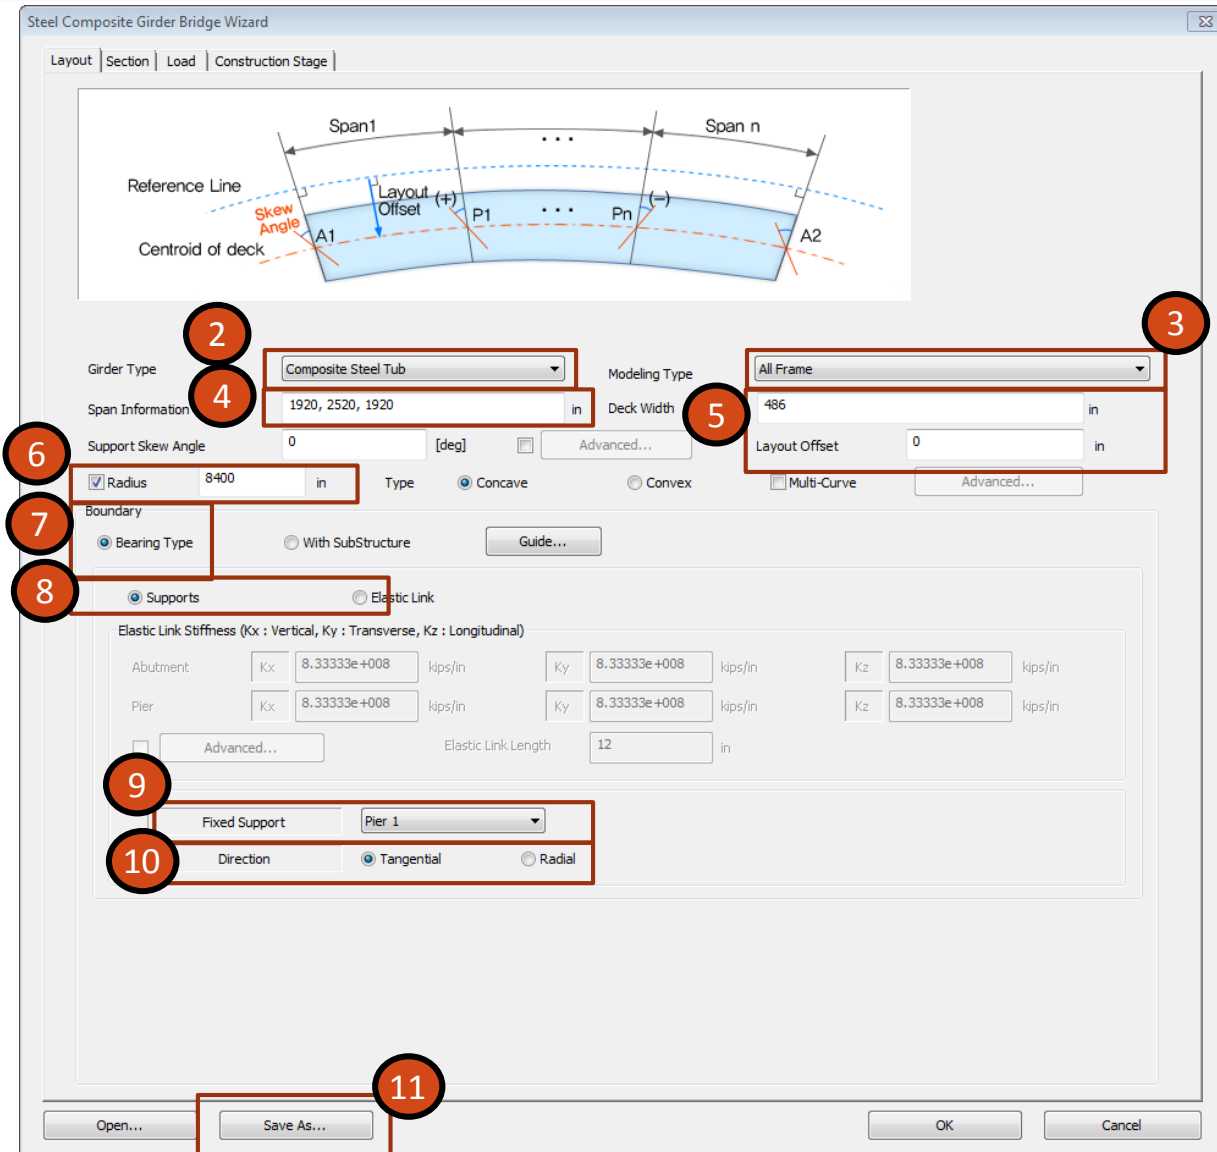 Steel Composite Girder Bridge Wizard
Layout Section Load Construction Stage
Span1 ... Span n
Reference Line
Layout Offset
(+) (-)
Skew Angle
A1 P1 ... Pn A2
Centroid of deck
2
3
Girder Type Composite Steel Tub Modeling Type All Frame
4
5
Span Information 1920, 2520, 1920 in Deck Width 486 in
6
Support Skew Angle 0 [deg] Advanced... Layout Offset 0 in
Radius 8400 in Type Concave Convex Multi-Curve Advanced...
7
Boundary
Bearing Type With SubStructure Guide...
8
Supports Elastic Link
Elastic Link Stiffness (Kx : Vertical, Ky : Transverse, Kz : Longitudinal)
Abutment Kx 8.33333e+008 kips/in Ky 8.33333e+008 kips/in Kz 8.33333e+008 kips/in
Pier Kx 8.33333e+008 kips/in Ky 8.33333e+008 kips/in Kz 8.33333e+008 kips/in
Advanced... Elastic Link Length 12 in
9
Fixed Support Pier 1
10
Direction Tangential Radial
11
Open... Save As... OK Cancel